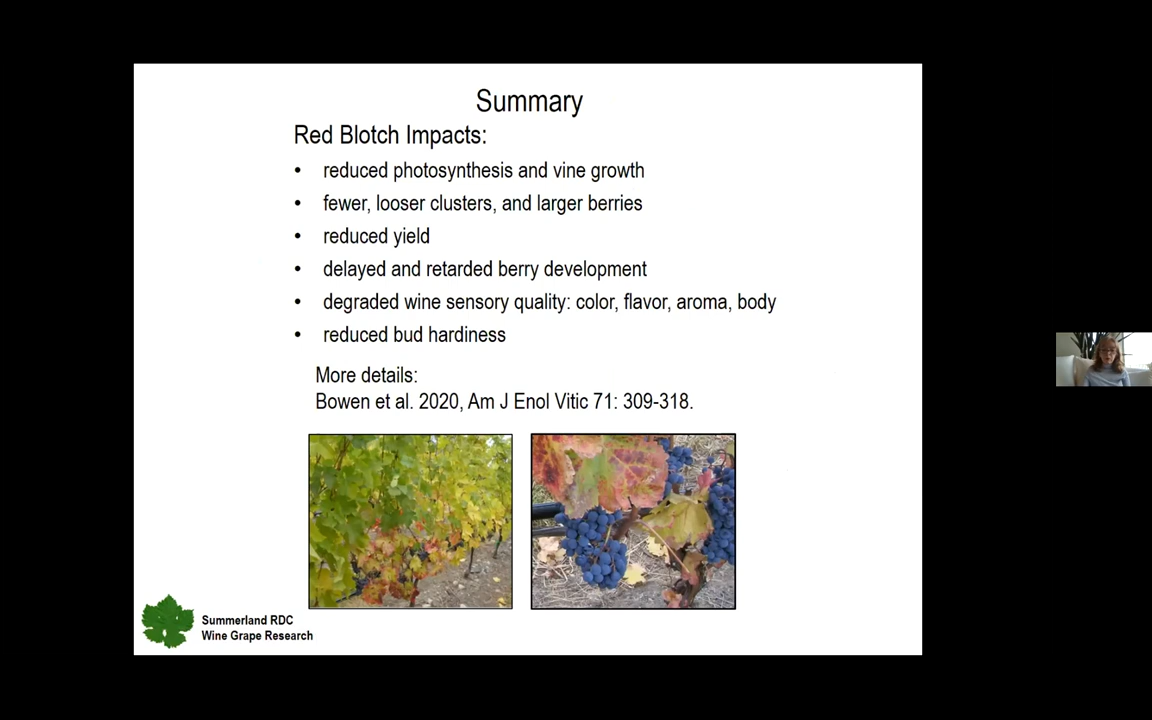 Summary
Red Blotch Impacts:
• reduced photosynthesis and vine growth
• fewer, looser clusters, and larger berries
• reduced yield
• delayed and retarded berry development
• degraded wine sensory quality: color, flavor, aroma, body
• reduced bud hardiness
More details:
Bowen et al. 2020, Am J Enol Vitic 71: 309-318.
Summerland RDC
Wine Grape Research